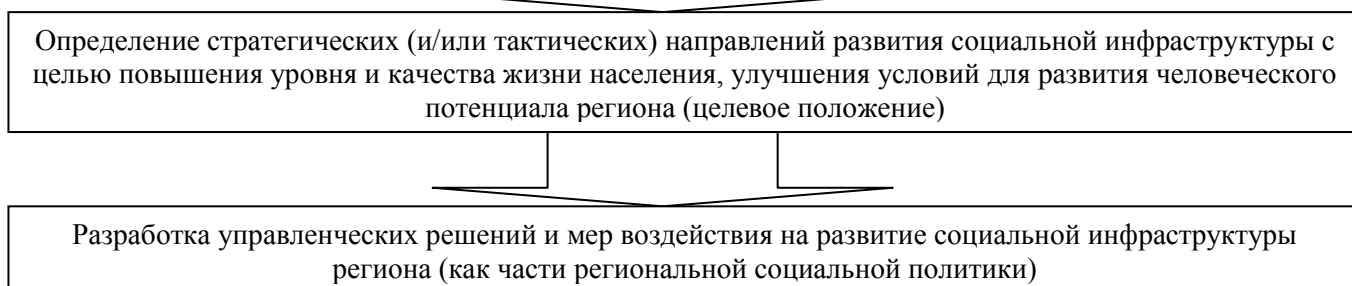 Определение стратегических (и/или тактических) направлений развития социальной инфраструктуры с
целью повышения уровня и качества жизни населения, улучшения условий для развития человеческого
потенциала региона (целевое положение)
Разработка управленческих решений и мер воздействия на развитие социальной инфраструктуры
региона (как части региональной социальной политики)